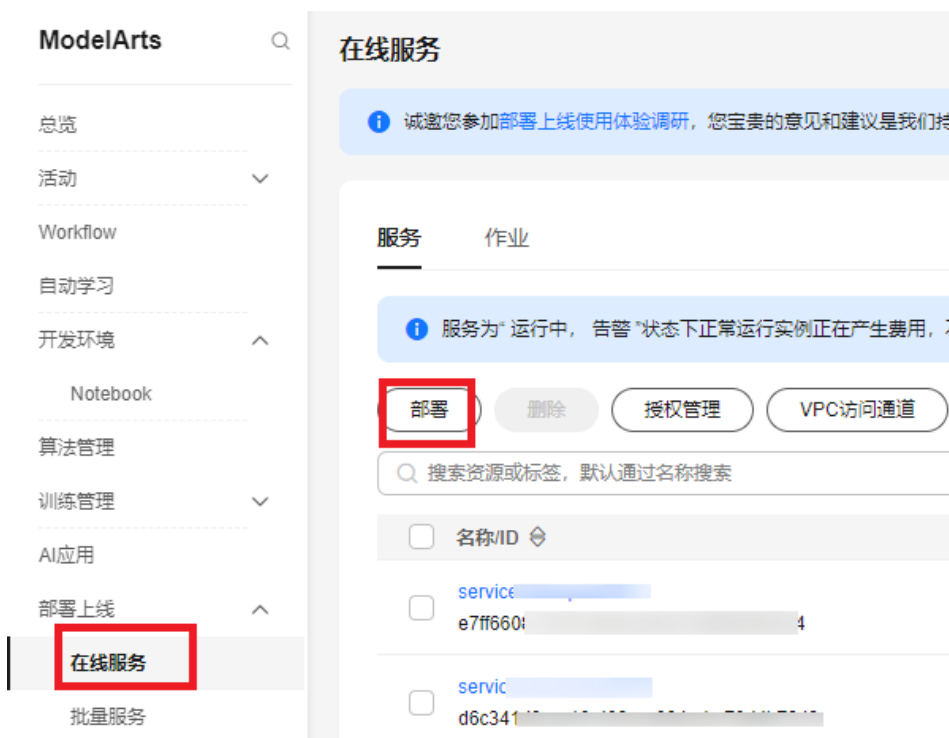 ModelArts
总览
活动
Workflow
自动学习
开发环境
Notebook
算法管理
训练管理
AI应用
部署上线
在线服务
批量服务
在线服务
诚邀您参加部署上线使用体验调研，您宝贵的意见和建议是我们持
服务 作业
服务为“ 运行中， 告警 ”状态下正常运行实例正在产生费用，
部署 删除 授权管理 VPC访问通道
搜索资源或标签，默认通过名称搜索
名称/ID
service
e7ff660 4
servic
d6c341